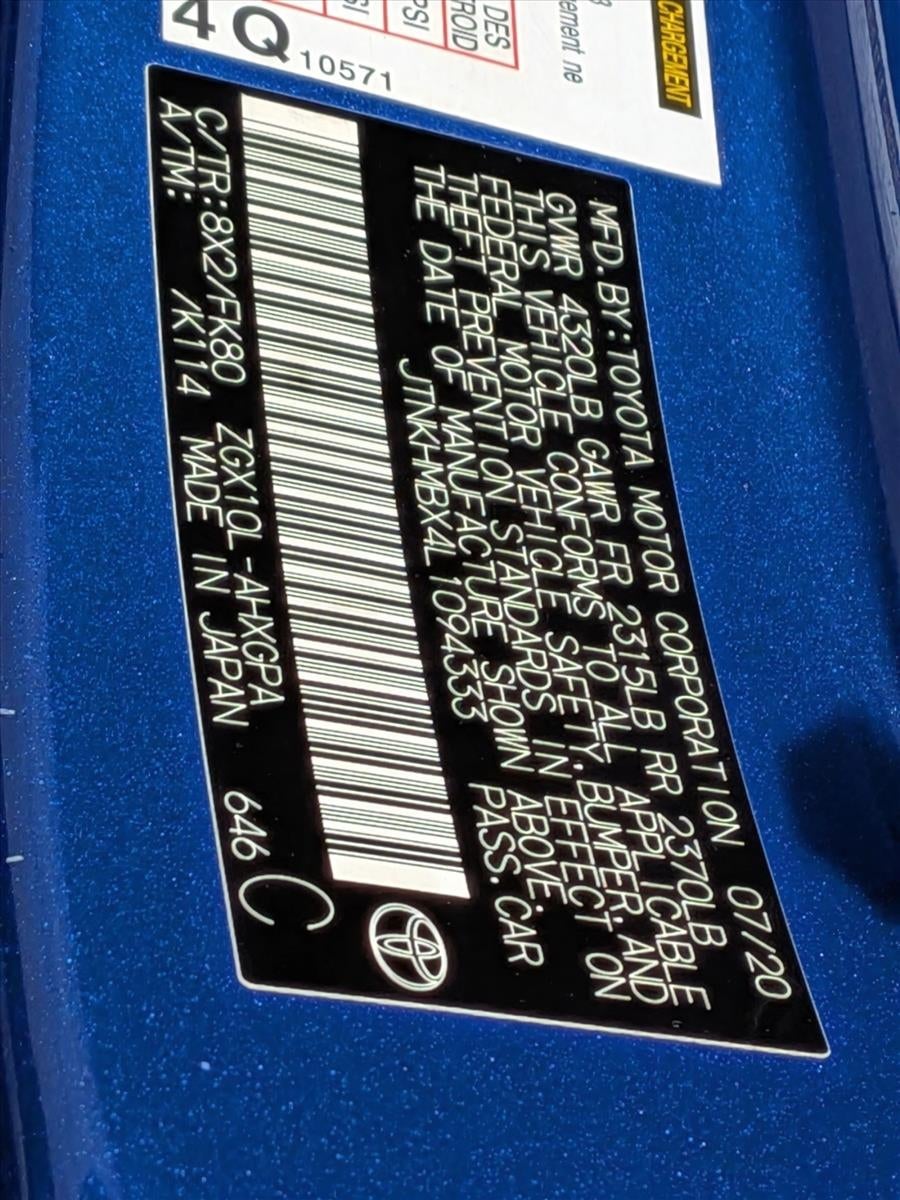 CHARGEMENT
ement ne
DES
ROID
PSI
4Q 10571
MFD. BY: TOYOTA MOTOR CORPORATION 07/20
GVWR 4320LB GAWR FR 2315LB RR 2370LB
THIS VEHICLE CONFORMS TO ALL APPLICABLE
FEDERAL MOTOR VEHICLE SAFETY, BUMPER, AND
THEFT PREVENTION STANDARDS IN EFFECT ON
THE DATE OF MANUFACTURE SHOWN ABOVE.
JTNKHMBX4L1094333 PASS. CAR
C/TR: 8X2/FK80 ZGX10L-AHXGPA
A/TM: /K114 MADE IN JAPAN 646 C